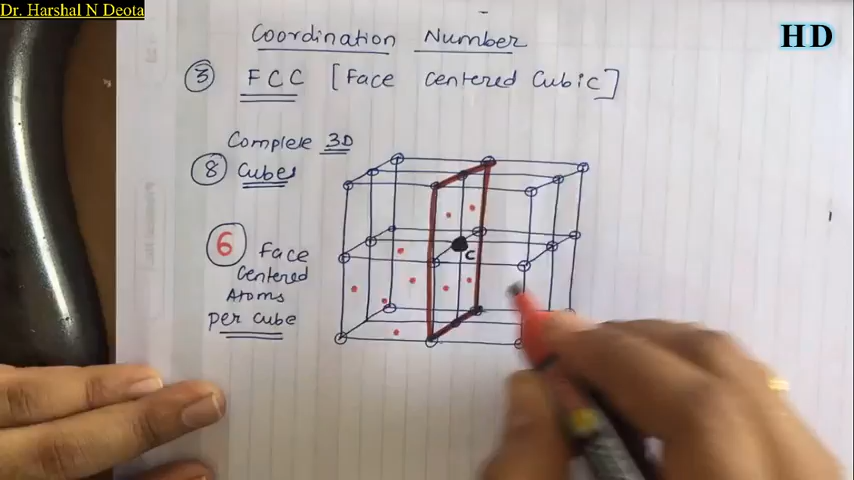 Dr. Harshal N Deota
HD
Coordination Number
3 FCC [Face centered Cubic]
Complete 3D
8 Cubes
6 Face
Centered
Atoms
per cube
C